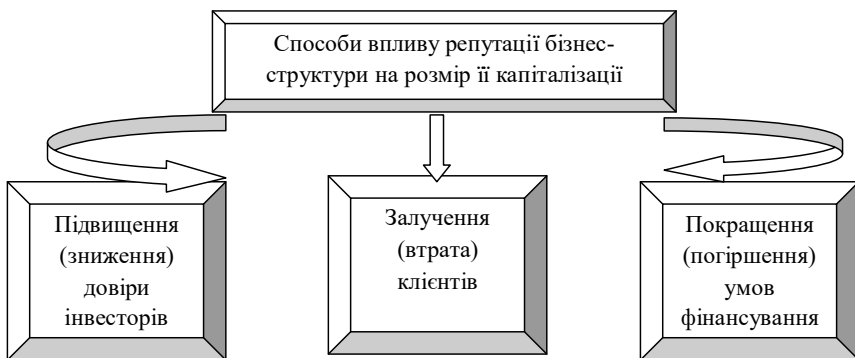 Способи впливу репутації бізнес-
структури на розмір її капіталізації
Підвищення
(зниження)
довіри
інвесторів
Залучення
(втрата)
клієнтів
Покращення
(погіршення)
умов
фінансування